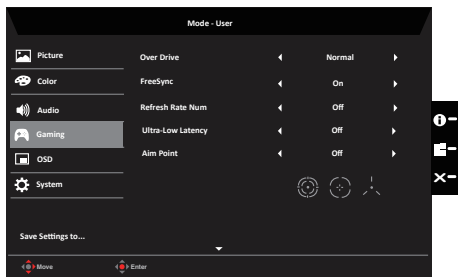 Mode - User
Picture
Over Drive Normal
Color
FreeSync On
Audio
Refresh Rate Num Off
Gaming
Ultra-Low Latency Off
OSD
Aim Point Off
System
Save Settings to...
Move Enter